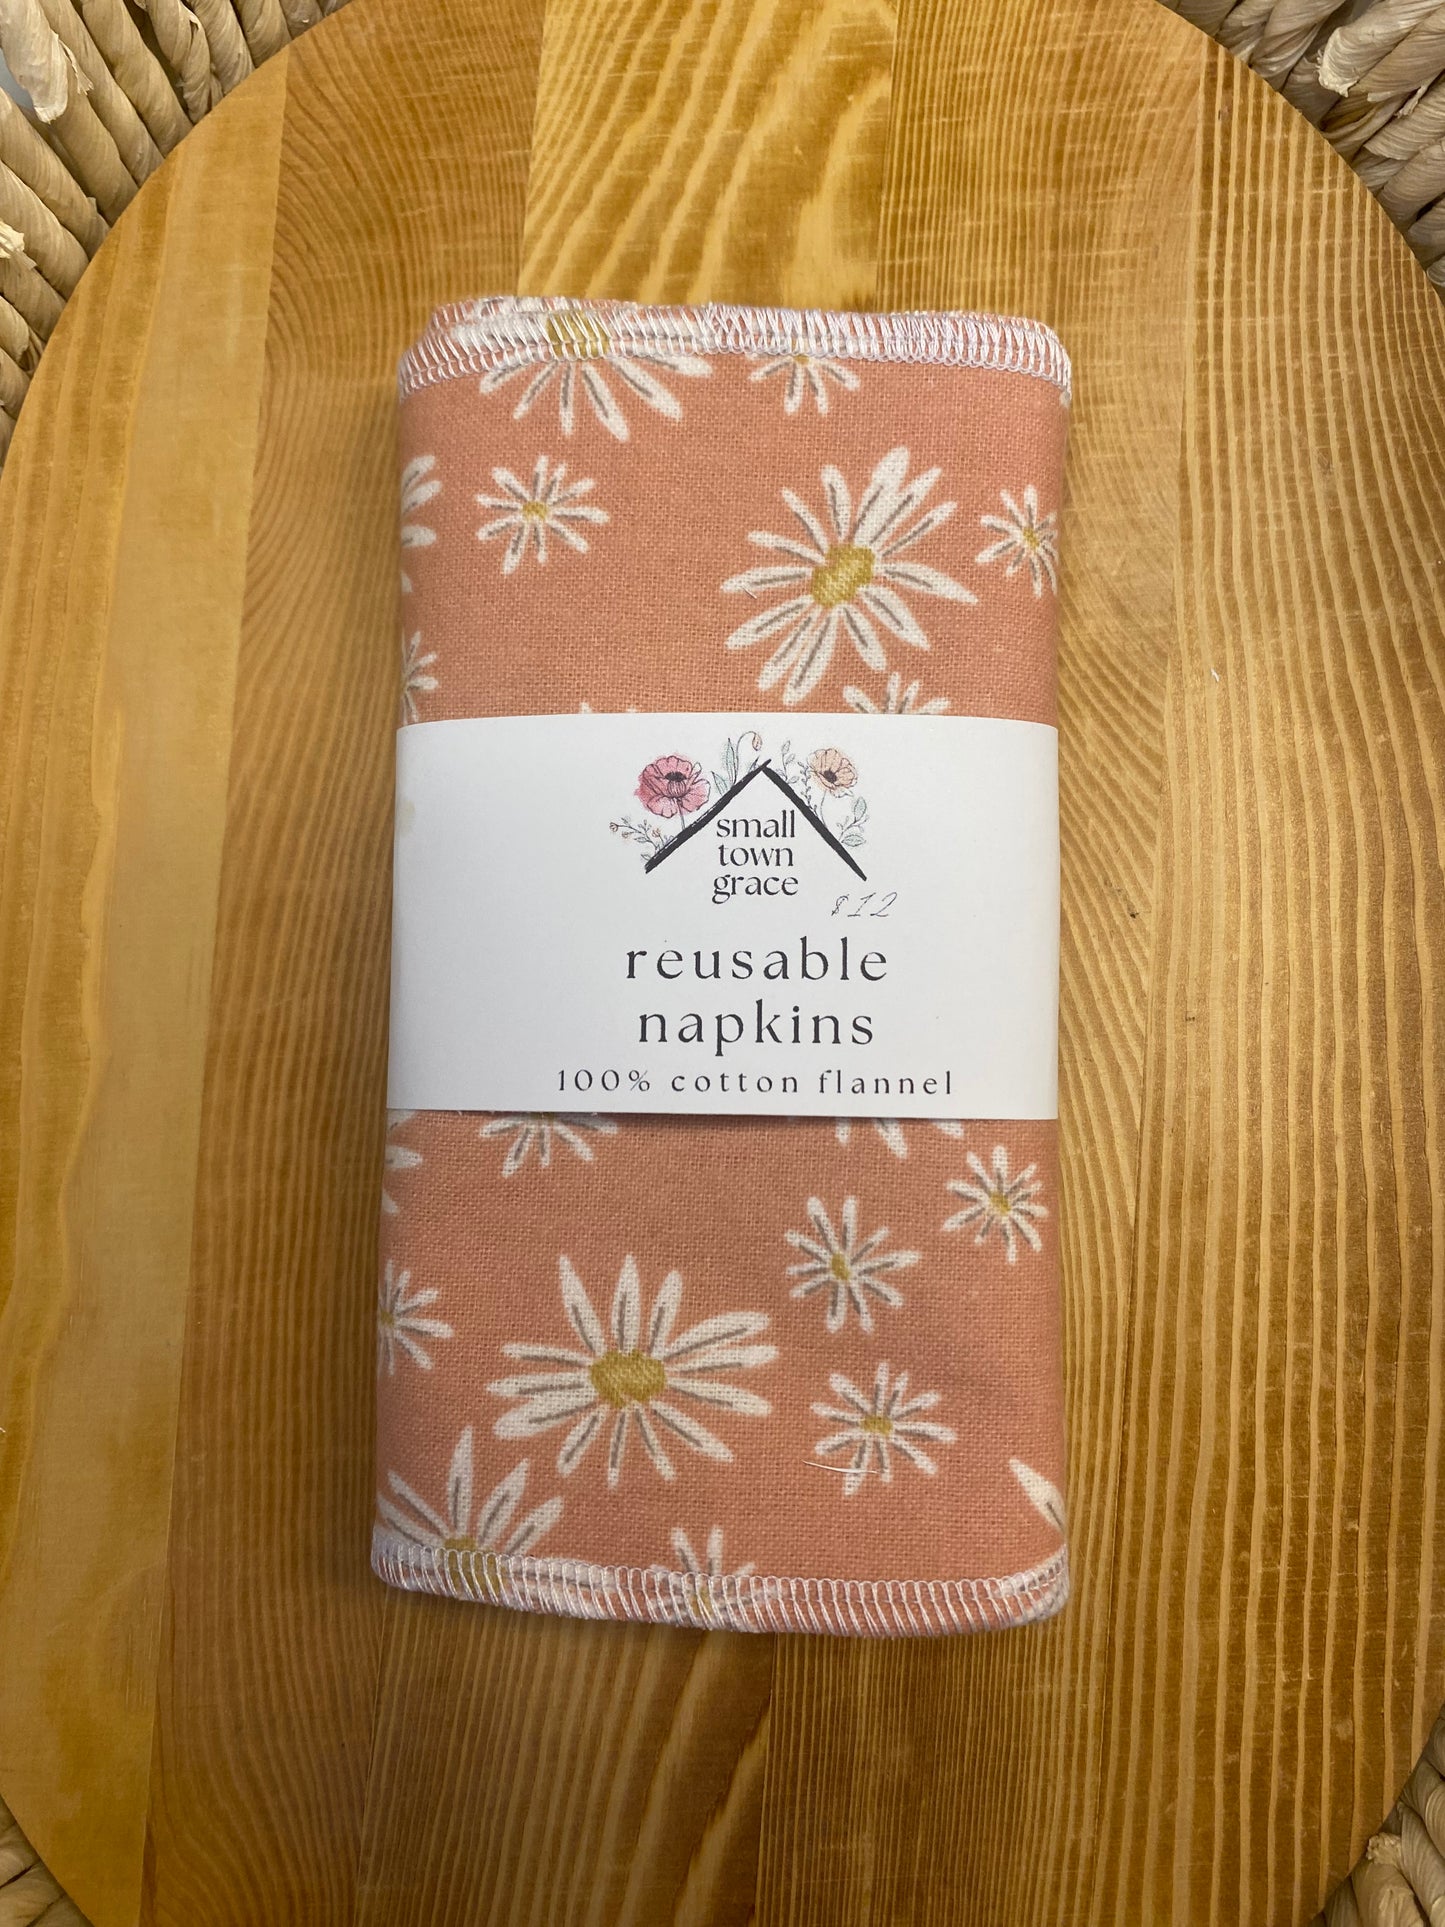 small
town
grace
$12
reusable
napkins
100% cotton flannel